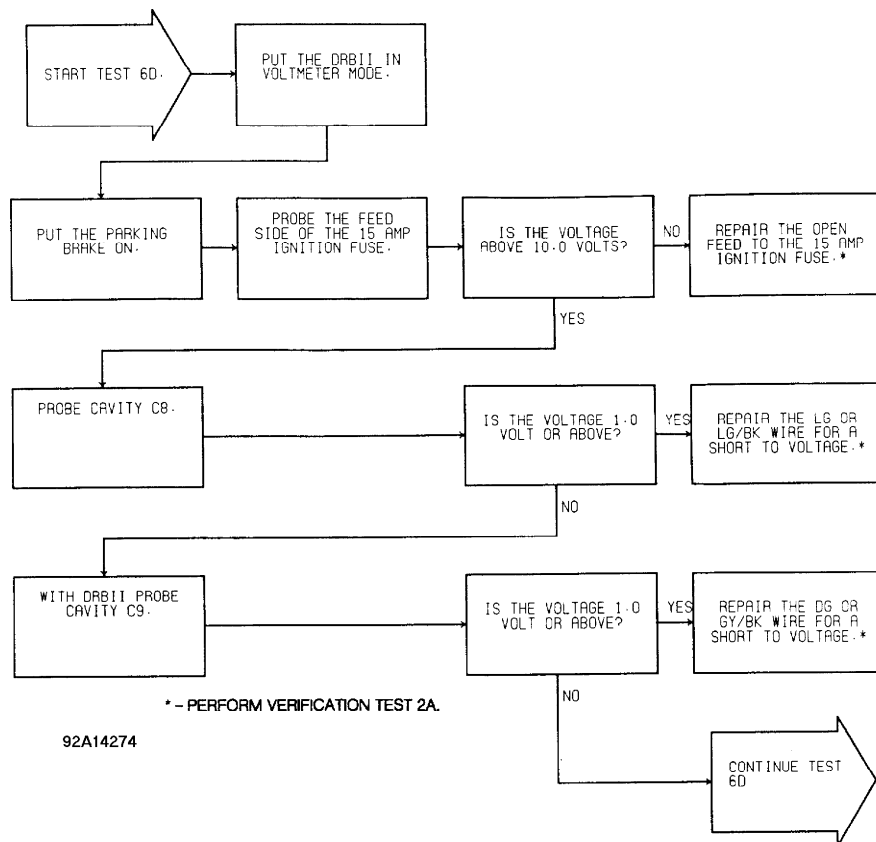 START TEST 6D.
PUT THE DRBII IN
VOLTMETER MODE.
PUT THE PARKING
BRAKE ON.
PROBE THE FEED
SIDE OF THE 15 AMP
IGNITION FUSE.
IS THE VOLTAGE
ABOVE 10.0 VOLTS?
NO
REPAIR THE OPEN
FEED TO THE 15 AMP
IGNITION FUSE.*
YES
PROBE CAVITY C8.
IS THE VOLTAGE 1.0
VOLT OR ABOVE?
YES
REPAIR THE LG OR
LG/BK WIRE FOR A
SHORT TO VOLTAGE.*
NO
WITH DRBII PROBE
CAVITY C9.
IS THE VOLTAGE 1.0
VOLT OR ABOVE?
YES
REPAIR THE DG OR
GY/BK WIRE FOR A
SHORT TO VOLTAGE.*
NO
* – PERFORM VERIFICATION TEST 2A.
92A14274
CONTINUE TEST
6D